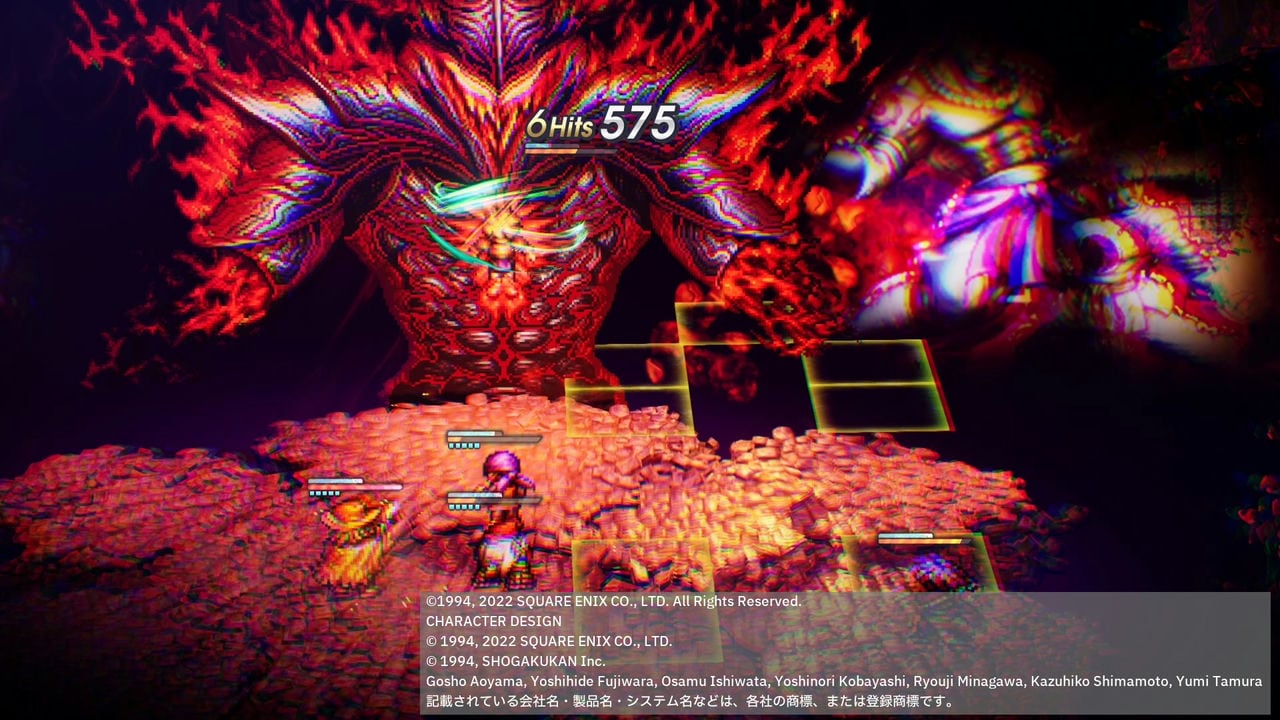 6Hits 575
©1994, 2022 SQUARE ENIX CO., LTD. All Rights Reserved.
CHARACTER DESIGN
© 1994, 2022 SQUARE ENIX CO., LTD.
© 1994, SHOGAKUKAN Inc.
Gosho Aoyama, Yoshihide Fujiwara, Osamu Ishiwata, Yoshinori Kobayashi, Ryouji Minagawa, Kazuhiko Shimamoto, Yumi Tamura
記載されている会社名・製品名・システム名などは、各社の商標、または登録商標です。